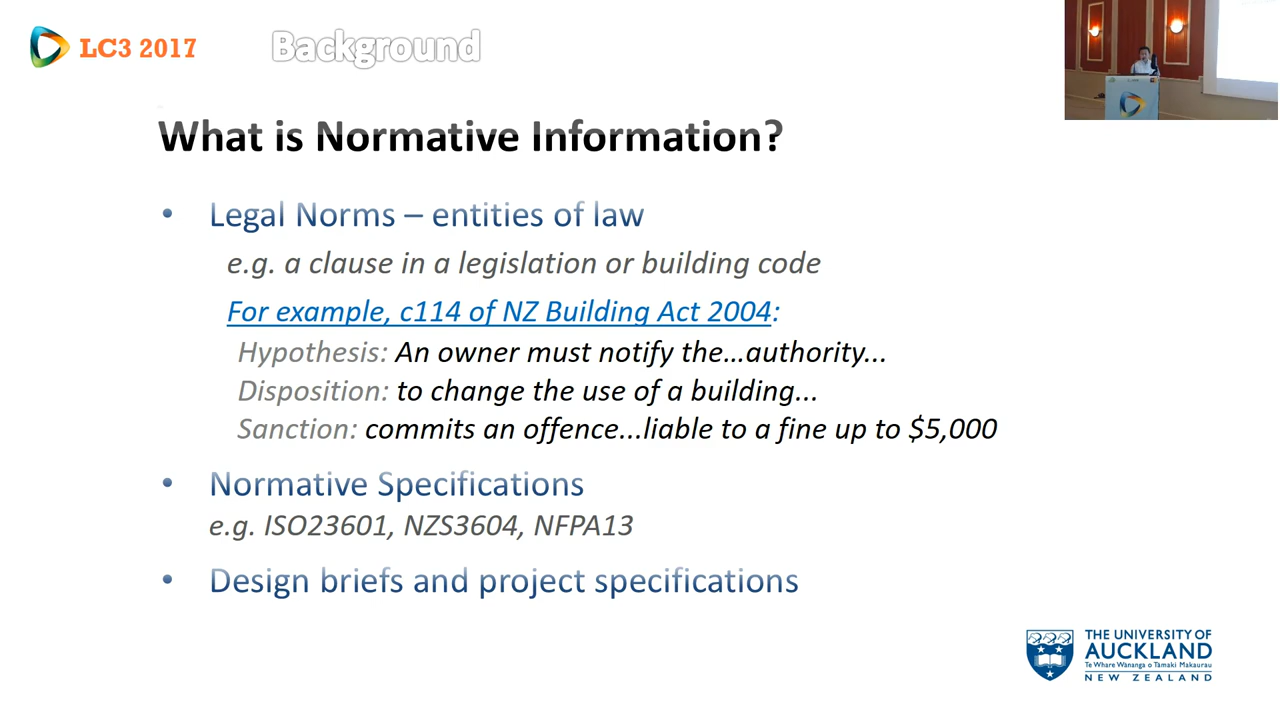 LC3 2017
Background
What is Normative Information?
• Legal Norms – entities of law
e.g. a clause in a legislation or building code
For example, c114 of NZ Building Act 2004:
Hypothesis: An owner must notify the…authority...
Disposition: to change the use of a building...
Sanction: commits an offence...liable to a fine up to $5,000
• Normative Specifications
e.g. ISO23601, NZS3604, NFPA13
• Design briefs and project specifications
THE UNIVERSITY OF
AUCKLAND
Te Whare Wānanga o Tāmaki Makaurau
NEW ZEALAND